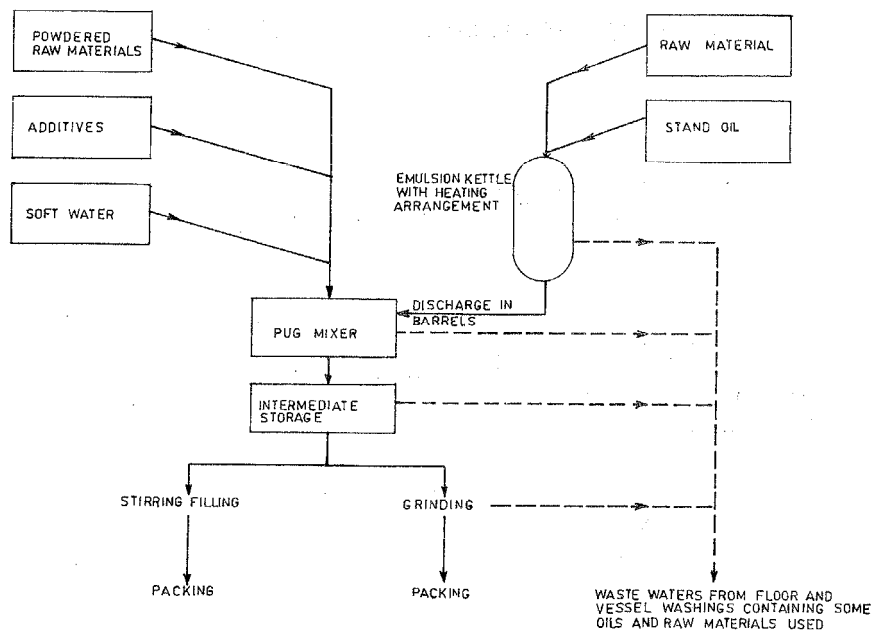 POWDERED
RAW MATERIALS
ADDITIVES
SOFT WATER
RAW MATERIAL
STAND OIL
EMULSION KETTLE
WITH HEATING
ARRANGEMENT
DISCHARGE IN
BARRELS
PUG MIXER
INTERMEDIATE
STORAGE
STIRRING FILLING
GRINDING
PACKING
PACKING
WASTE WATERS FROM FLOOR AND
VESSEL WASHINGS CONTAINING SOME
OILS AND RAW MATERIALS USED